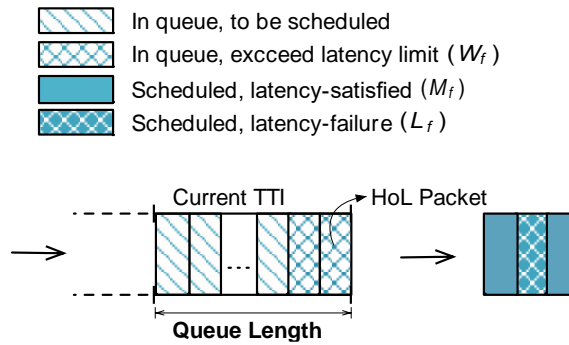 In queue, to be scheduled
In queue, excceed latency limit (W_f)
Scheduled, latency-satisfied (M_f)
Scheduled, latency-failure (L_f)
Current TTI
HoL Packet
...
Queue Length